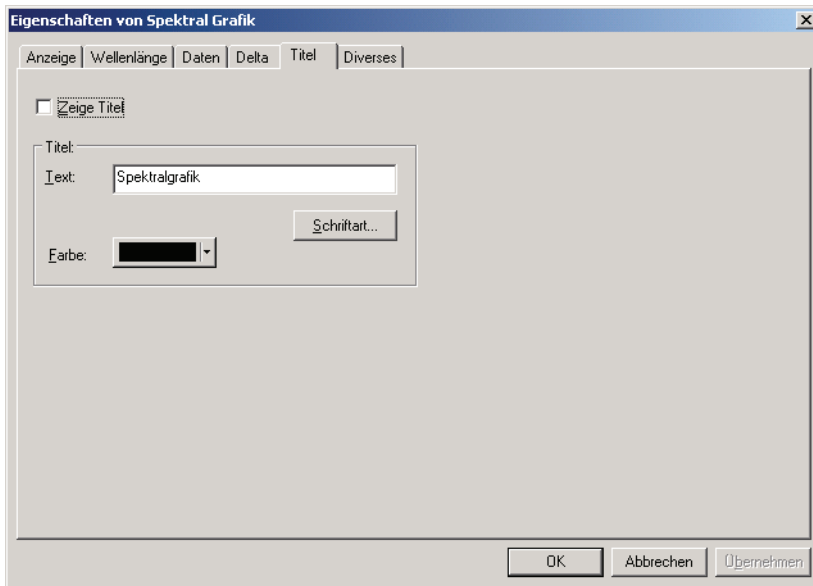 Eigenschaften von Spektral Grafik
Anzeige Wellenlänge Daten Delta Titel Diverses
Zeige Titel
Titel:
Text: Spektralgrafik
Schriftart...
Farbe:
OK Abbrechen Übernehmen